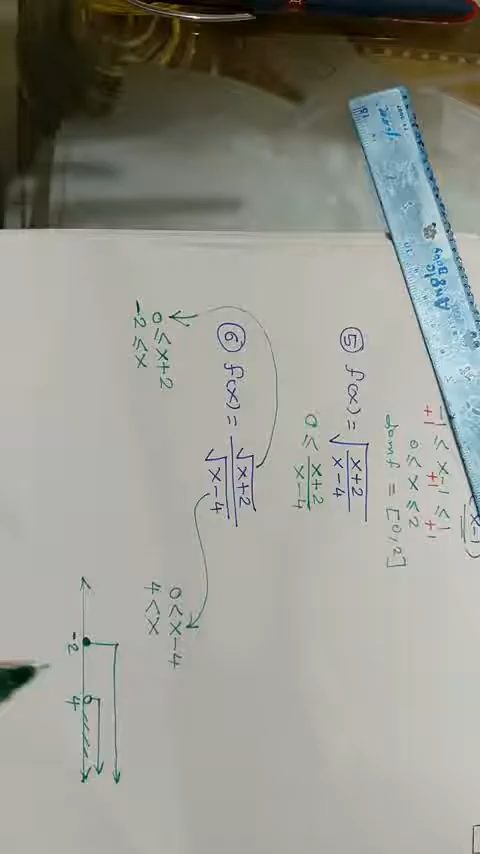 x-1)
-1 ≤ x-1 ≤ 1
+1 +1 +1
0 ≤ x ≤ 2
dom f = [0,2]
⑤ f(x) = √((x+2)/(x-4))
0 ≤ (x+2)/(x-4)
⑥ f(x) = √(x+2)/√(x-4)
0 ≤ x+2
-2 ≤ x
0 < x-4
4 < x
-2 4
Angle
Body